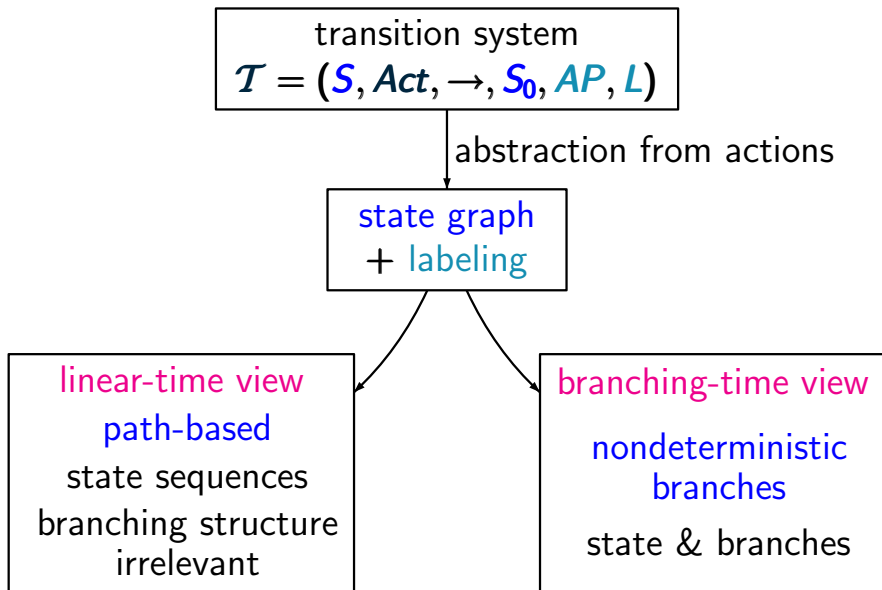 transition system
𝒯 = (S, Act, →, S₀, AP, L)
abstraction from actions
state graph
+ labeling
linear-time view
path-based
state sequences
branching structure
irrelevant
branching-time view
nondeterministic
branches
state & branches